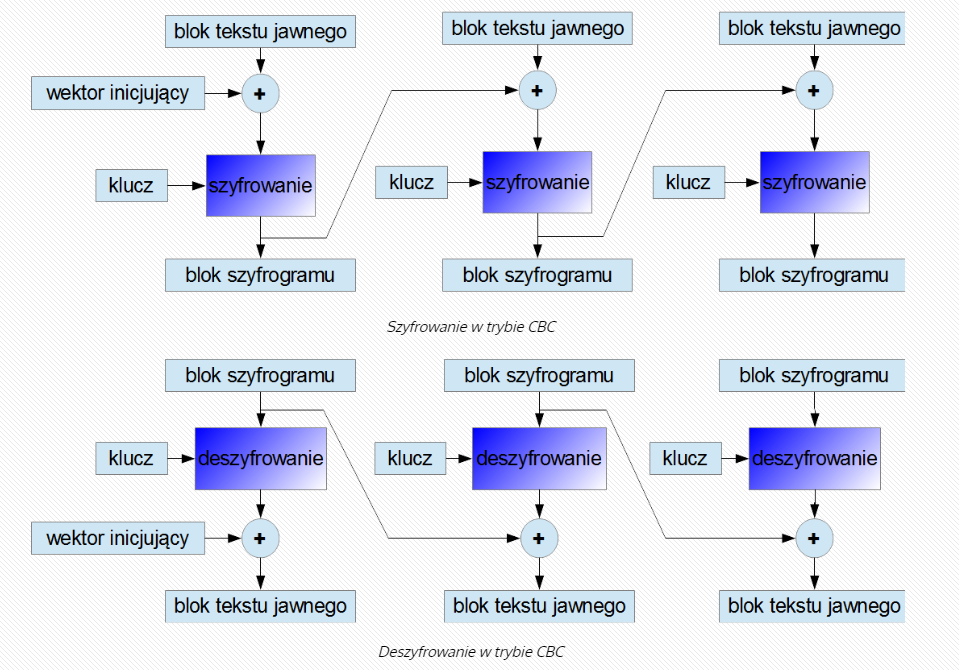 blok tekstu jawnego blok tekstu jawnego blok tekstu jawnego
wektor inicjujący + + +
klucz szyfrowanie klucz szyfrowanie klucz szyfrowanie
blok szyfrogramu blok szyfrogramu blok szyfrogramu
Szyfrowanie w trybie CBC
blok szyfrogramu blok szyfrogramu blok szyfrogramu
klucz deszyfrowanie klucz deszyfrowanie klucz deszyfrowanie
wektor inicjujący + + +
blok tekstu jawnego blok tekstu jawnego blok tekstu jawnego
Deszyfrowanie w trybie CBC